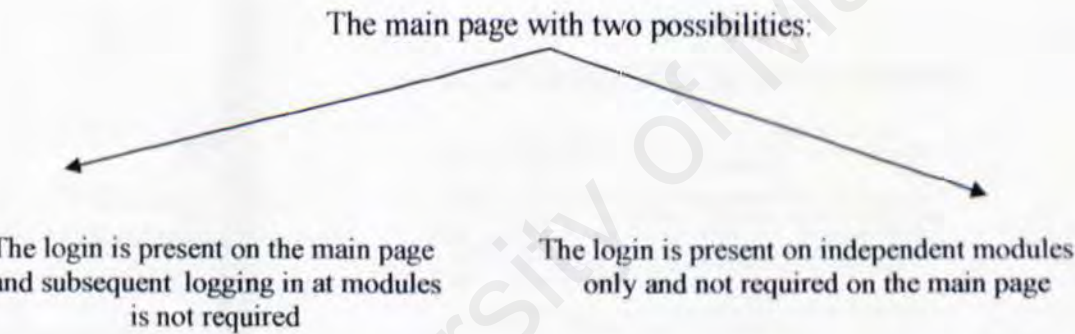 The main page with two possibilities:
The login is present on the main page
and subsequent logging in at modules
is not required
The login is present on independent modules
only and not required on the main page